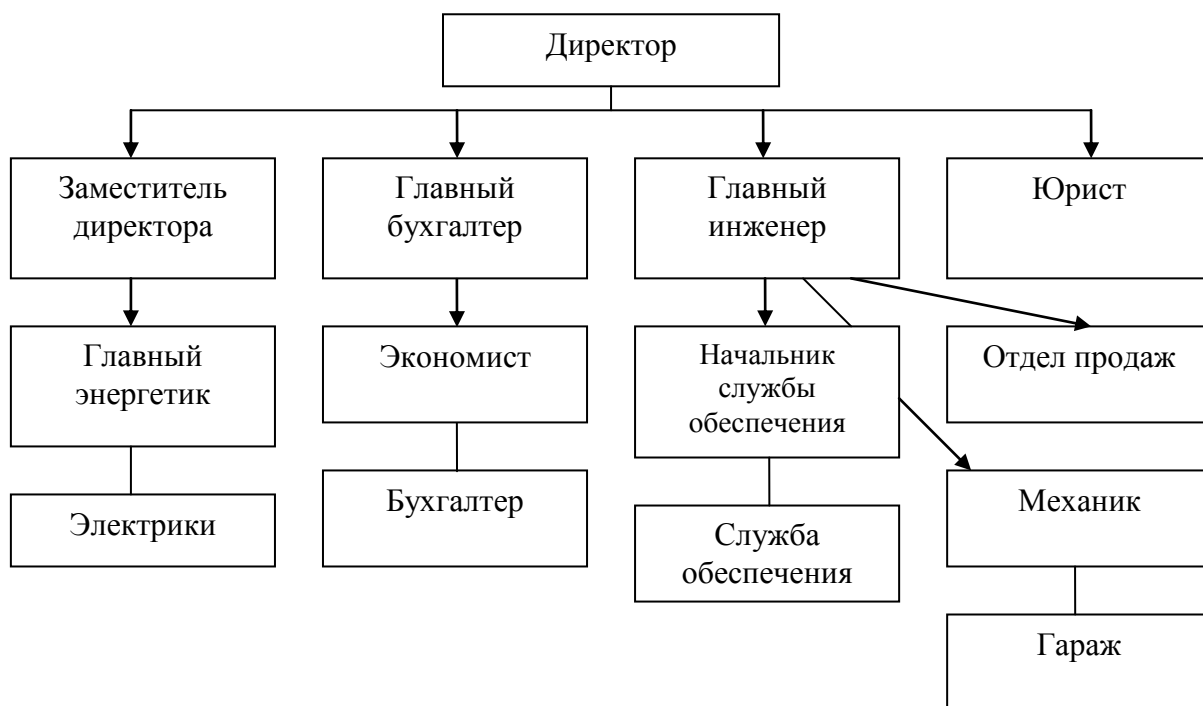 Директор
Заместитель
директора
Главный
бухгалтер
Главный
инженер
Юрист
Главный
энергетик
Экономист
Начальник
службы
обеспечения
Отдел продаж
Электрики
Бухгалтер
Служба
обеспечения
Механик
Гараж